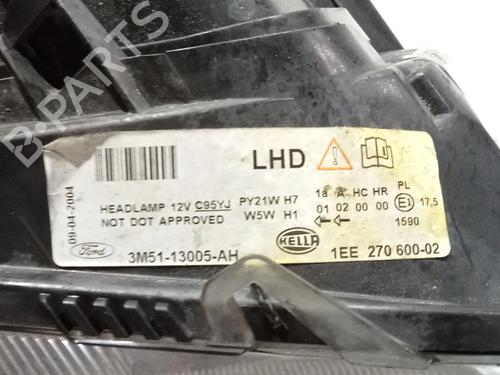 B-PARTS
LHD
09-04-2004
HEADLAMP 12V C95YJ PY21W H7 18 A HC HR PL
NOT DOT APPROVED W5W H1 01 02 00 00 E1 17,5
1590
Ford 3M51-13005-AH HELLA 1EE 270 600-02